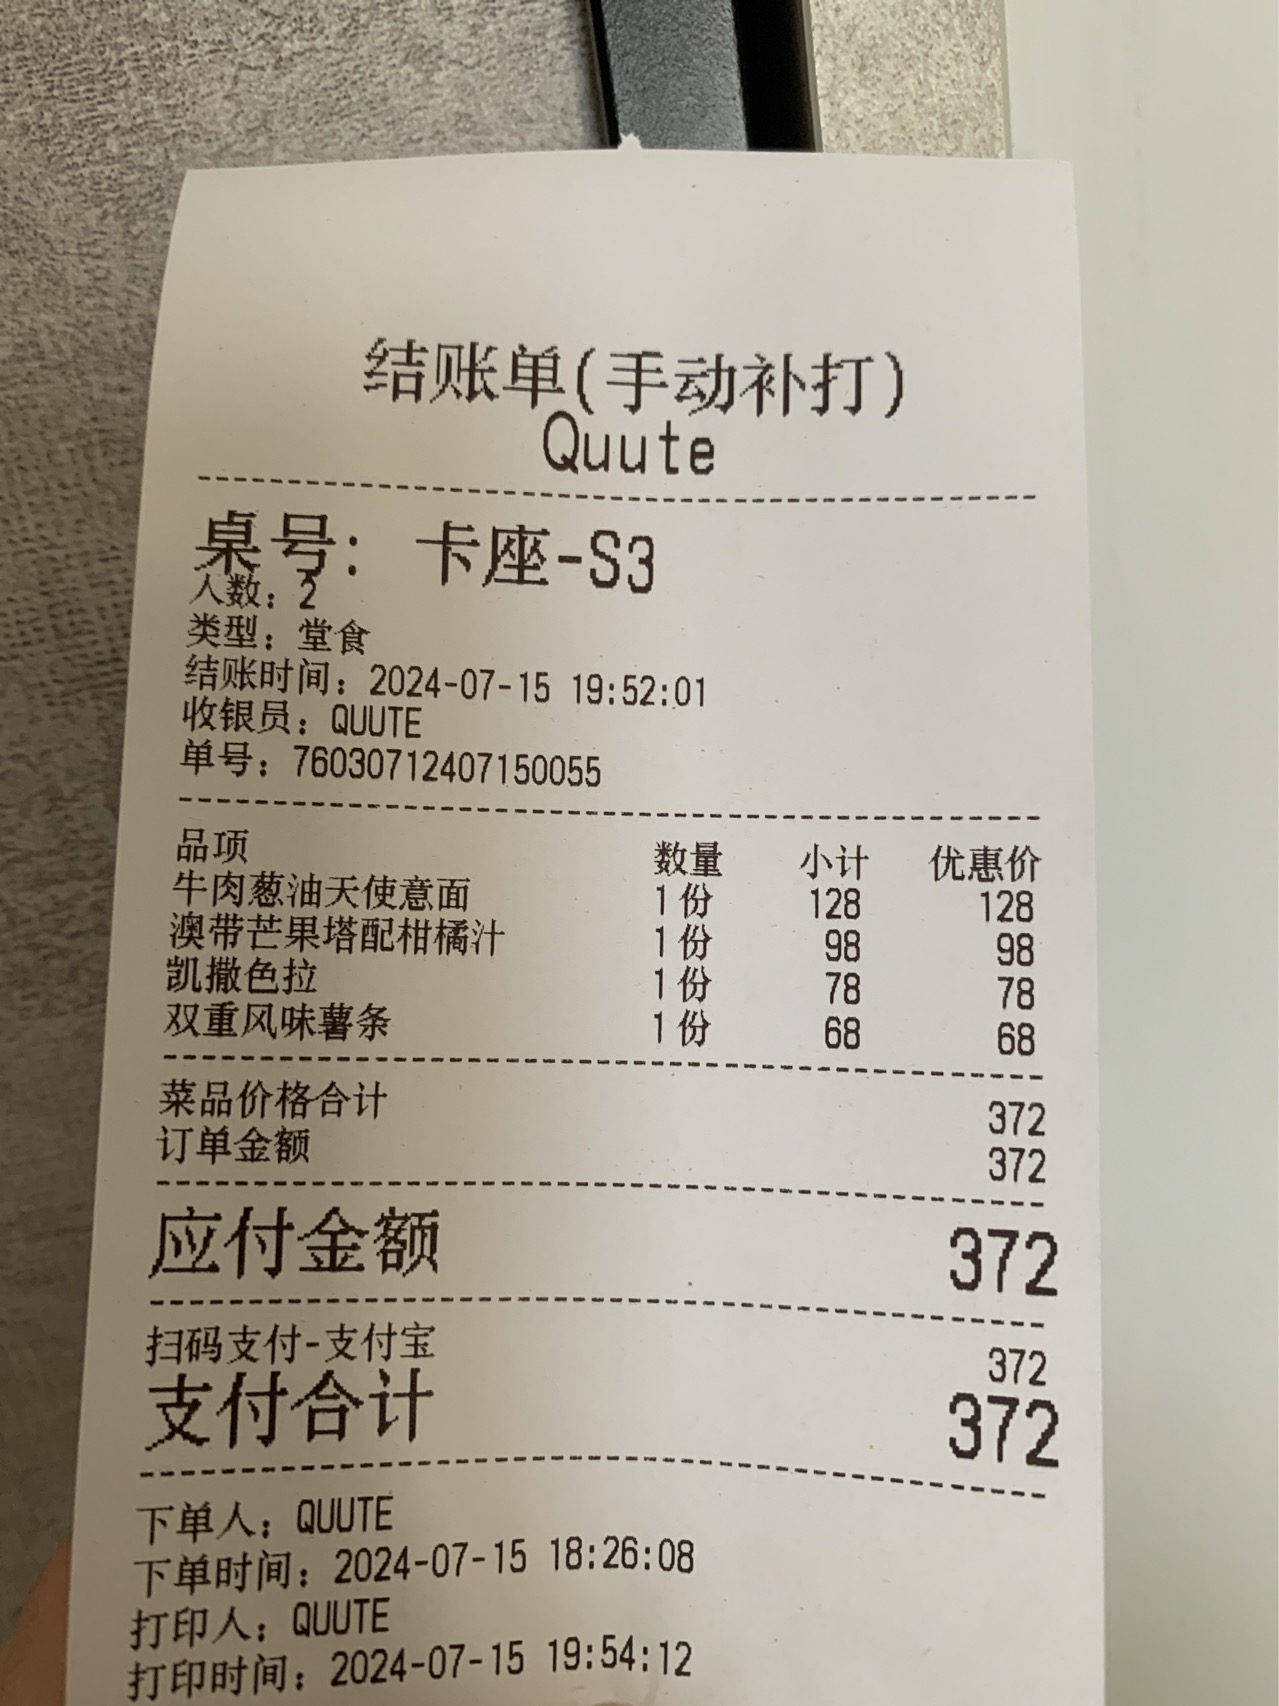 结账单(手动补打)
Quute
桌号： 卡座-S3
人数：2
类型：堂食
结账时间：2024-07-15 19:52:01
收银员：QUUTE
单号：76030712407150055
品项 数量 小计 优惠价
牛肉葱油天使意面 1份 128 128
澳带芒果塔配柑橘汁 1份 98 98
凯撒色拉 1份 78 78
双重风味薯条 1份 68 68
菜品价格合计 372
订单金额 372
应付金额 372
扫码支付-支付宝 372
支付合计 372
下单人：QUUTE
下单时间：2024-07-15 18:26:08
打印人：QUUTE
打印时间：2024-07-15 19:54:12